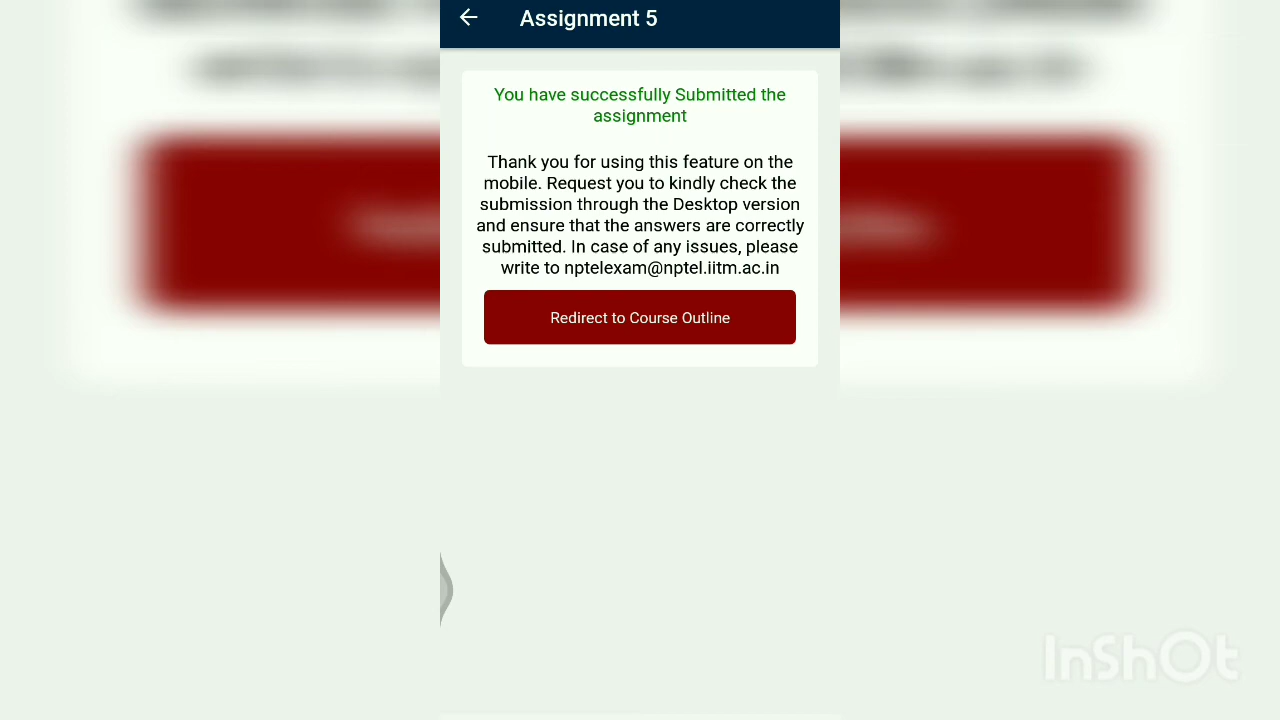 Assignment 5
You have successfully Submitted the
assignment
Thank you for using this feature on the
mobile. Request you to kindly check the
submission through the Desktop version
and ensure that the answers are correctly
submitted. In case of any issues, please
write to nptelexam@nptel.iitm.ac.in
Redirect to Course Outline
InShOt